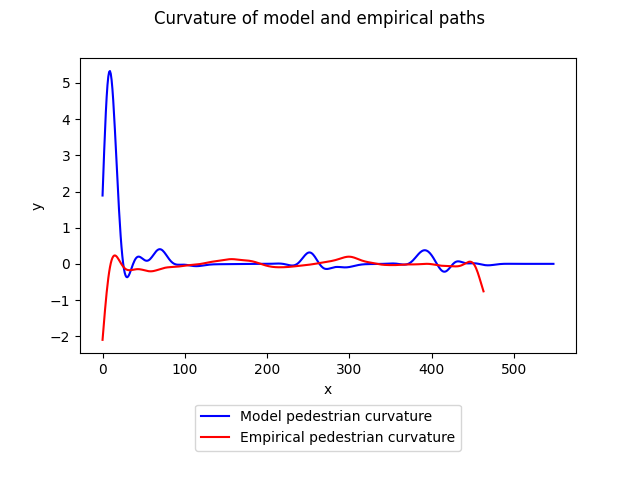 Curvature of model and empirical paths
5
4
3
2
1
0
−1
−2
y
0 100 200 300 400 500
x
Model pedestrian curvature
Empirical pedestrian curvature